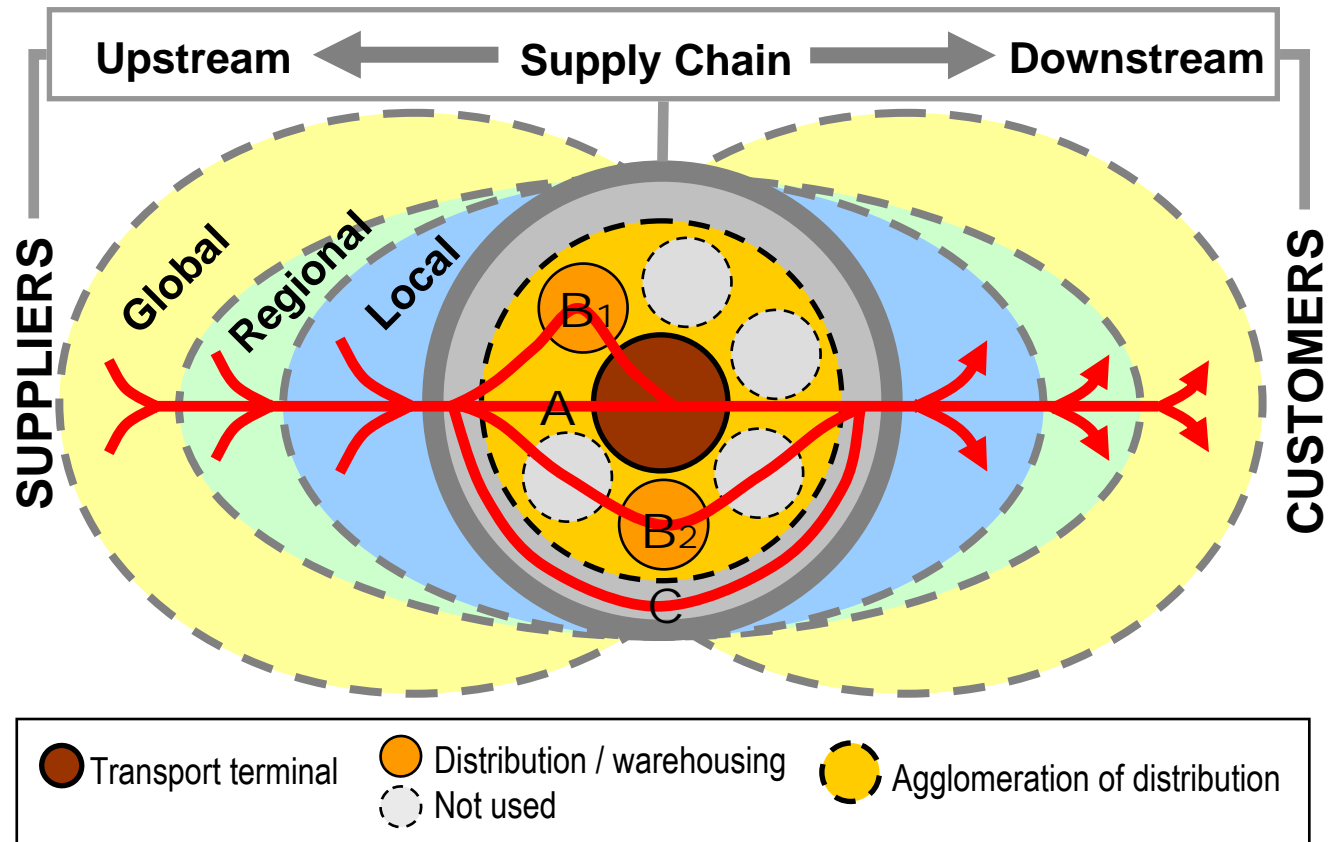 Upstream
Supply Chain
Downstream
SUPPLIERS
Global
Regional
Local
CUSTOMERS
B1
A
B2
C
Transport terminal
Distribution / warehousing
Not used
Agglomeration of distribution